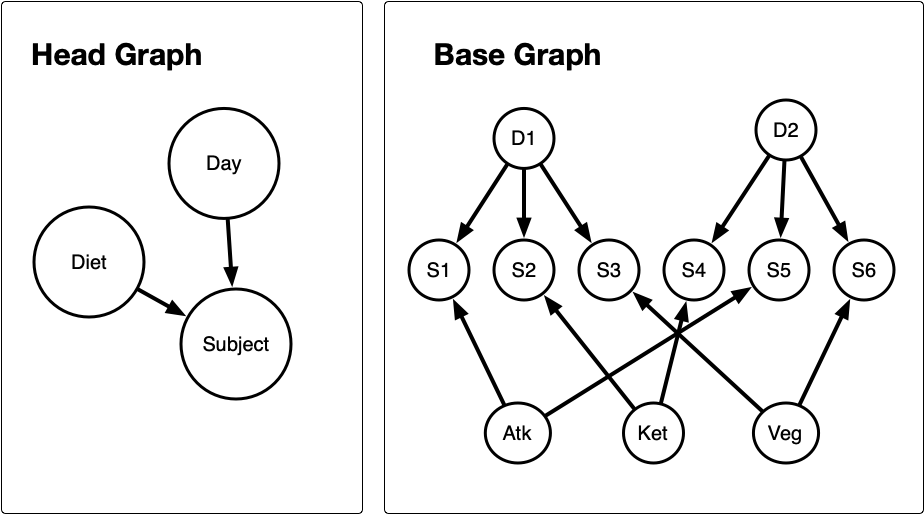 Head Graph
Day
Diet
Subject
Base Graph
D1
D2
S1
S2
S3
S4
S5
S6
Atk
Ket
Veg